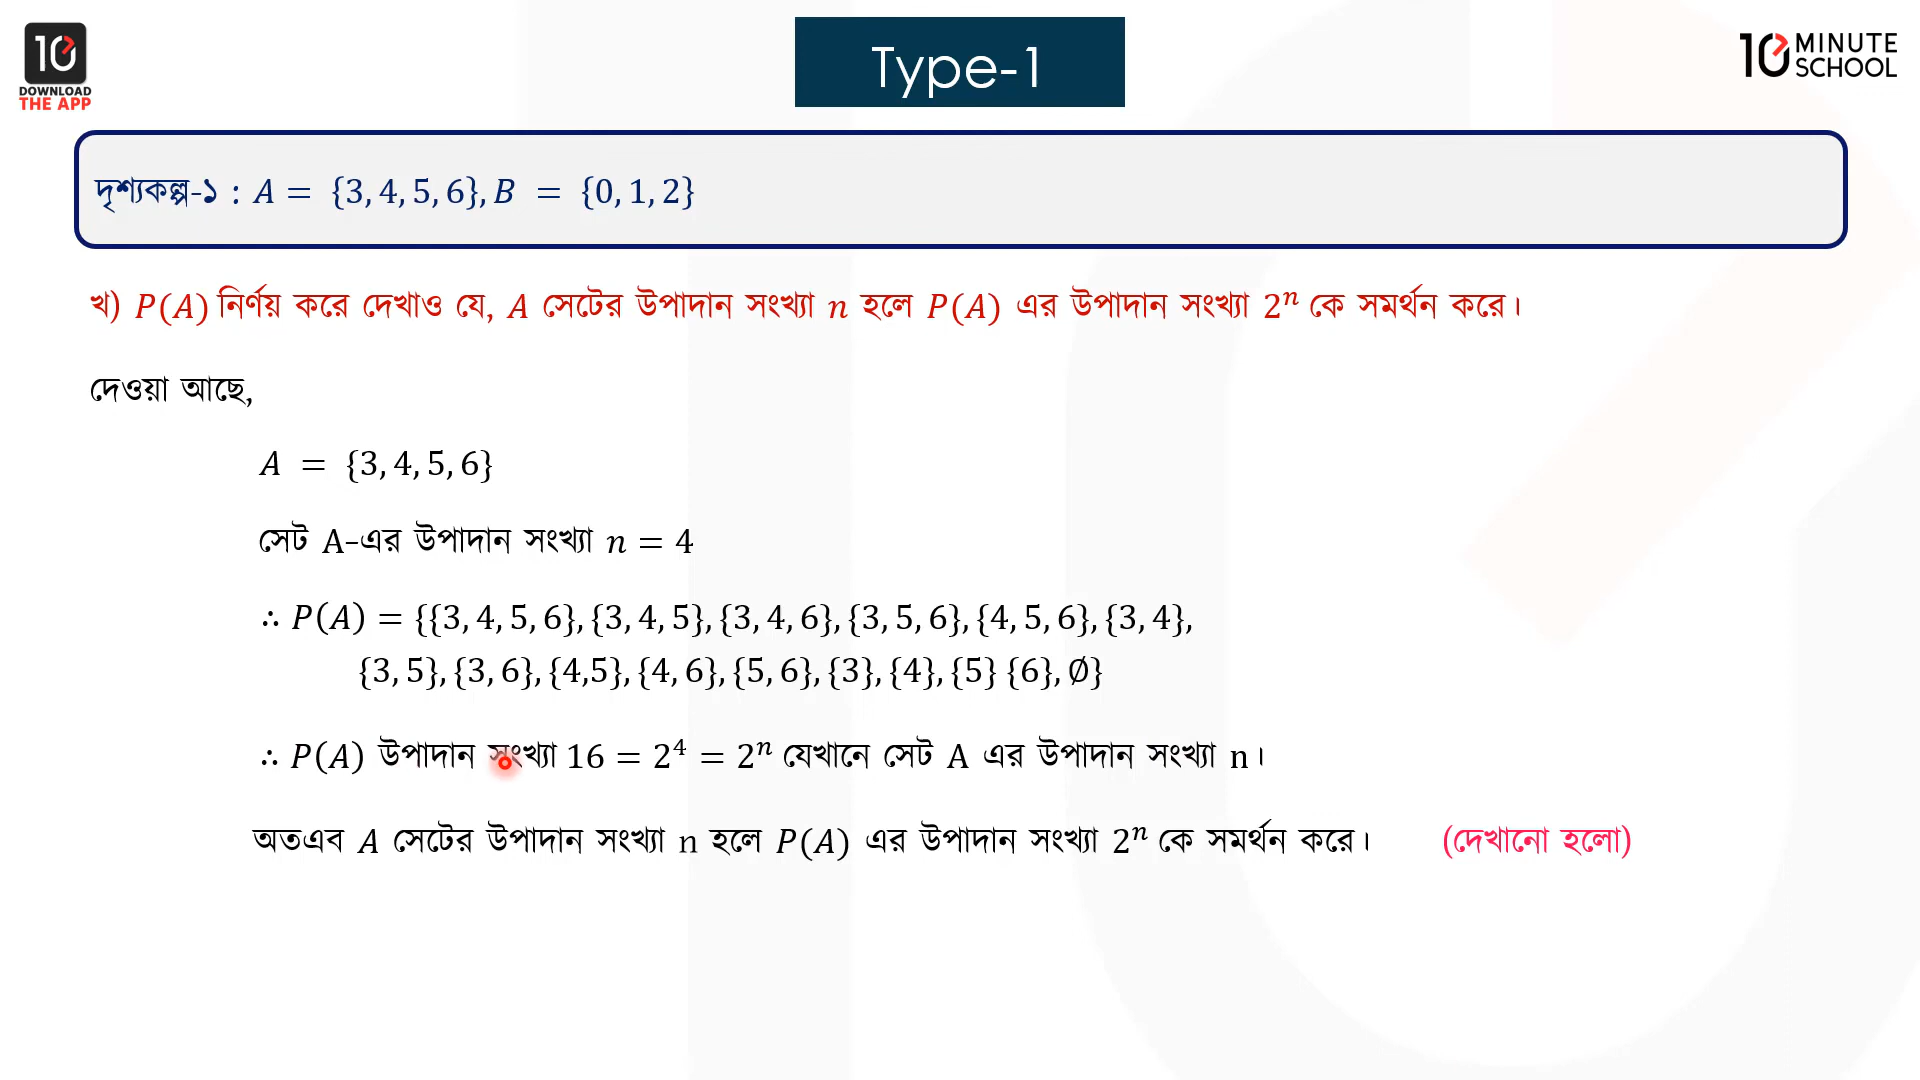 10
DOWNLOAD
THE APP
Type-1
10 MINUTE
SCHOOL
দৃশ্যকল্প-১ : A = {3, 4, 5, 6}, B = {0, 1, 2}
খ) P(A) নির্ণয় করে দেখাও যে, A সেটের উপাদান সংখ্যা n হলে P(A) এর উপাদান সংখ্যা 2ⁿ কে সমর্থন করে।
দেওয়া আছে,
A = {3, 4, 5, 6}
সেট A-এর উপাদান সংখ্যা n = 4
∴ P(A) = {{3, 4, 5, 6}, {3, 4, 5}, {3, 4, 6}, {3, 5, 6}, {4, 5, 6}, {3, 4},
{3, 5}, {3, 6}, {4,5}, {4, 6}, {5, 6}, {3}, {4}, {5} {6}, ∅}
∴ P(A) উপাদান সংখ্যা 16 = 2⁴ = 2ⁿ যেখানে সেট A এর উপাদান সংখ্যা n।
অতএব A সেটের উপাদান সংখ্যা n হলে P(A) এর উপাদান সংখ্যা 2ⁿ কে সমর্থন করে। (দেখানো হলো)